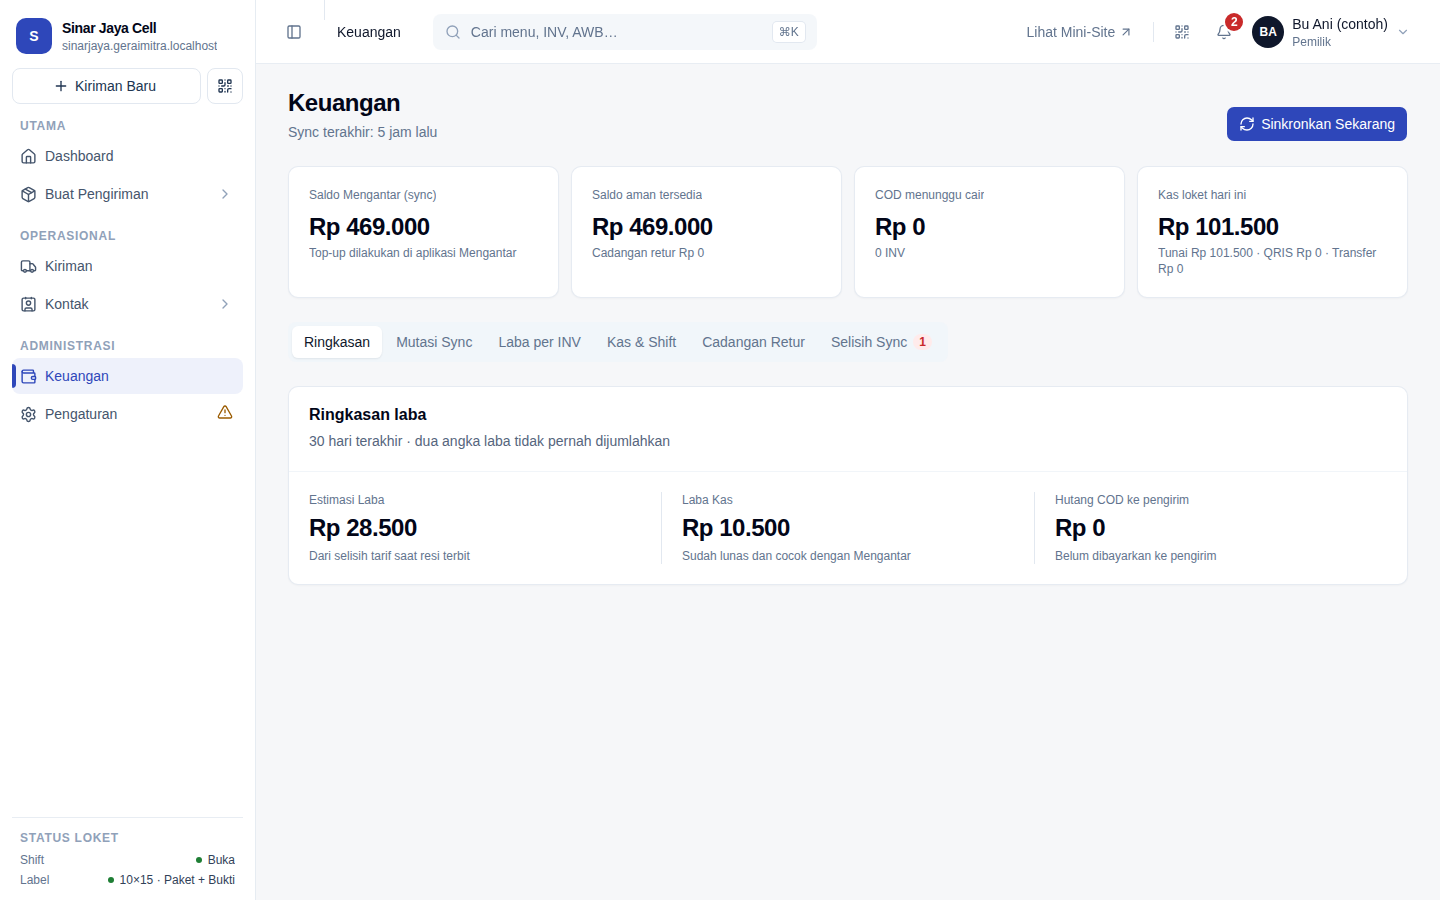 S
Sinar Jaya Cell
sinarjaya.geraimitra.localhost
Kiriman Baru
UTAMA
Dashboard
Buat Pengiriman
OPERASIONAL
Kiriman
Kontak
ADMINISTRASI
Keuangan
Pengaturan
STATUS LOKET
Shift Buka
Label 10×15 · Paket + Bukti
Keuangan
Cari menu, INV, AWB…
⌘K
Lihat Mini-Site
2
BA
Bu Ani (contoh)
Pemilik
Keuangan
Sync terakhir: 5 jam lalu
Sinkronkan Sekarang
Saldo Mengantar (sync)
Rp 469.000
Top-up dilakukan di aplikasi Mengantar
Saldo aman tersedia
Rp 469.000
Cadangan retur Rp 0
COD menunggu cair
Rp 0
0 INV
Kas loket hari ini
Rp 101.500
Tunai Rp 101.500 · QRIS Rp 0 · Transfer
Rp 0
Ringkasan Mutasi Sync Laba per INV Kas & Shift Cadangan Retur Selisih Sync 1
Ringkasan laba
30 hari terakhir · dua angka laba tidak pernah dijumlahkan
Estimasi Laba
Rp 28.500
Dari selisih tarif saat resi terbit
Laba Kas
Rp 10.500
Sudah lunas dan cocok dengan Mengantar
Hutang COD ke pengirim
Rp 0
Belum dibayarkan ke pengirim